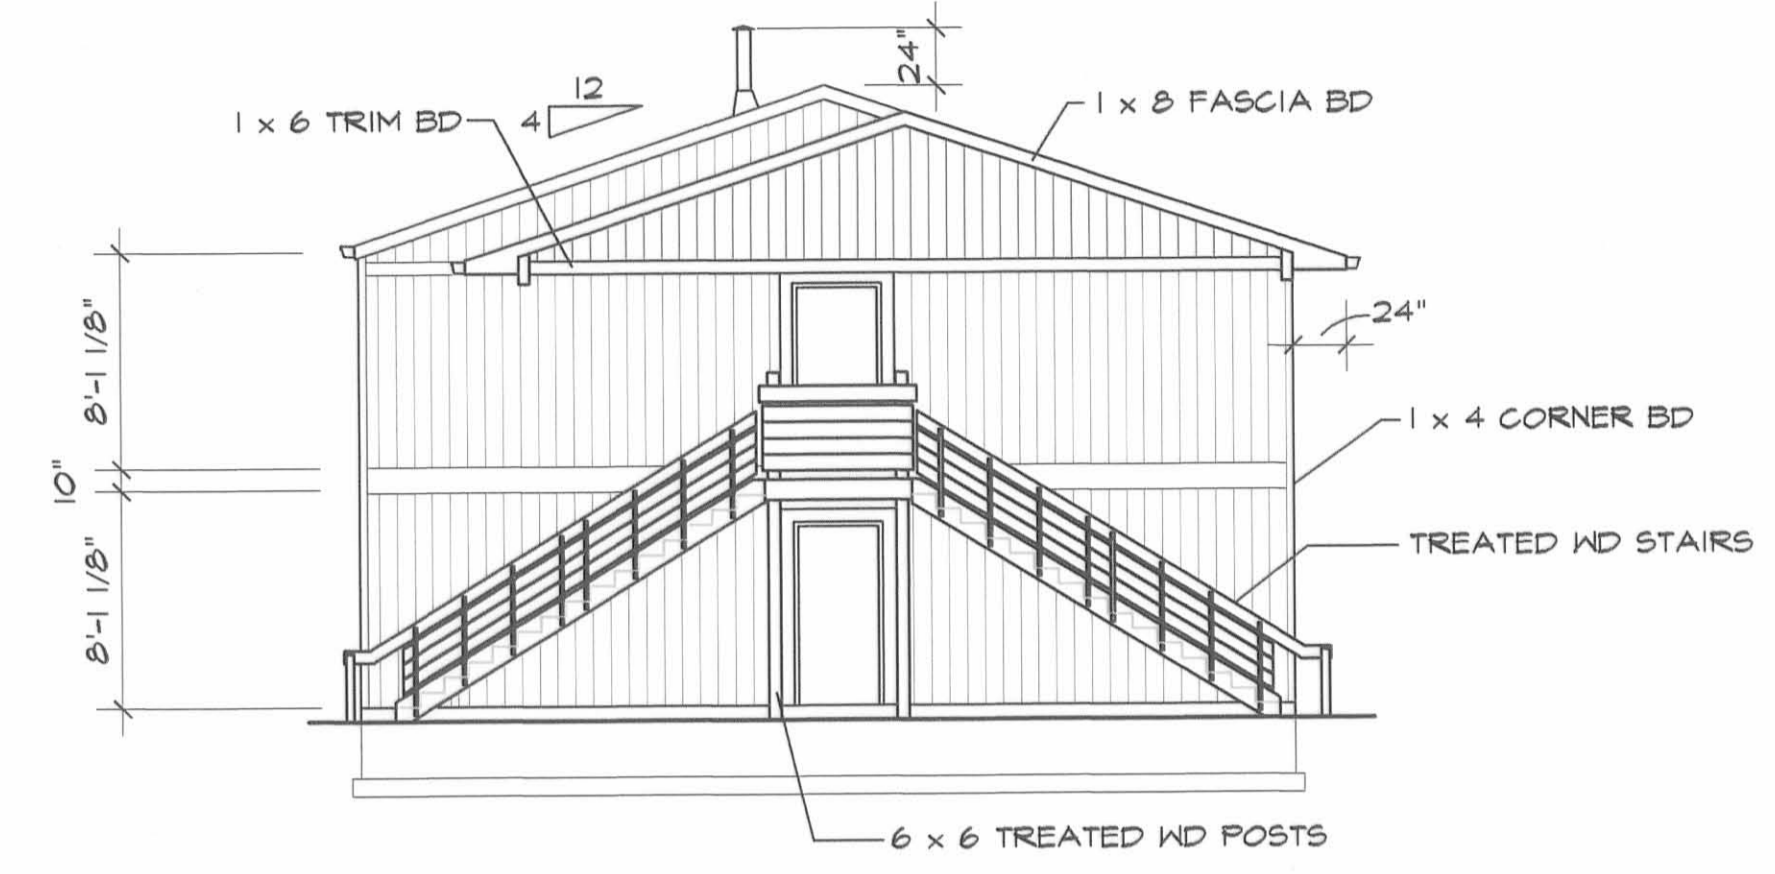 24"
12
4
1 x 6 TRIM BD
1 x 8 FASCIA BD
8'-1 1/8"
24"
1 x 4 CORNER BD
10"
TREATED WD STAIRS
8'-1 1/8"
6 x 6 TREATED WD POSTS